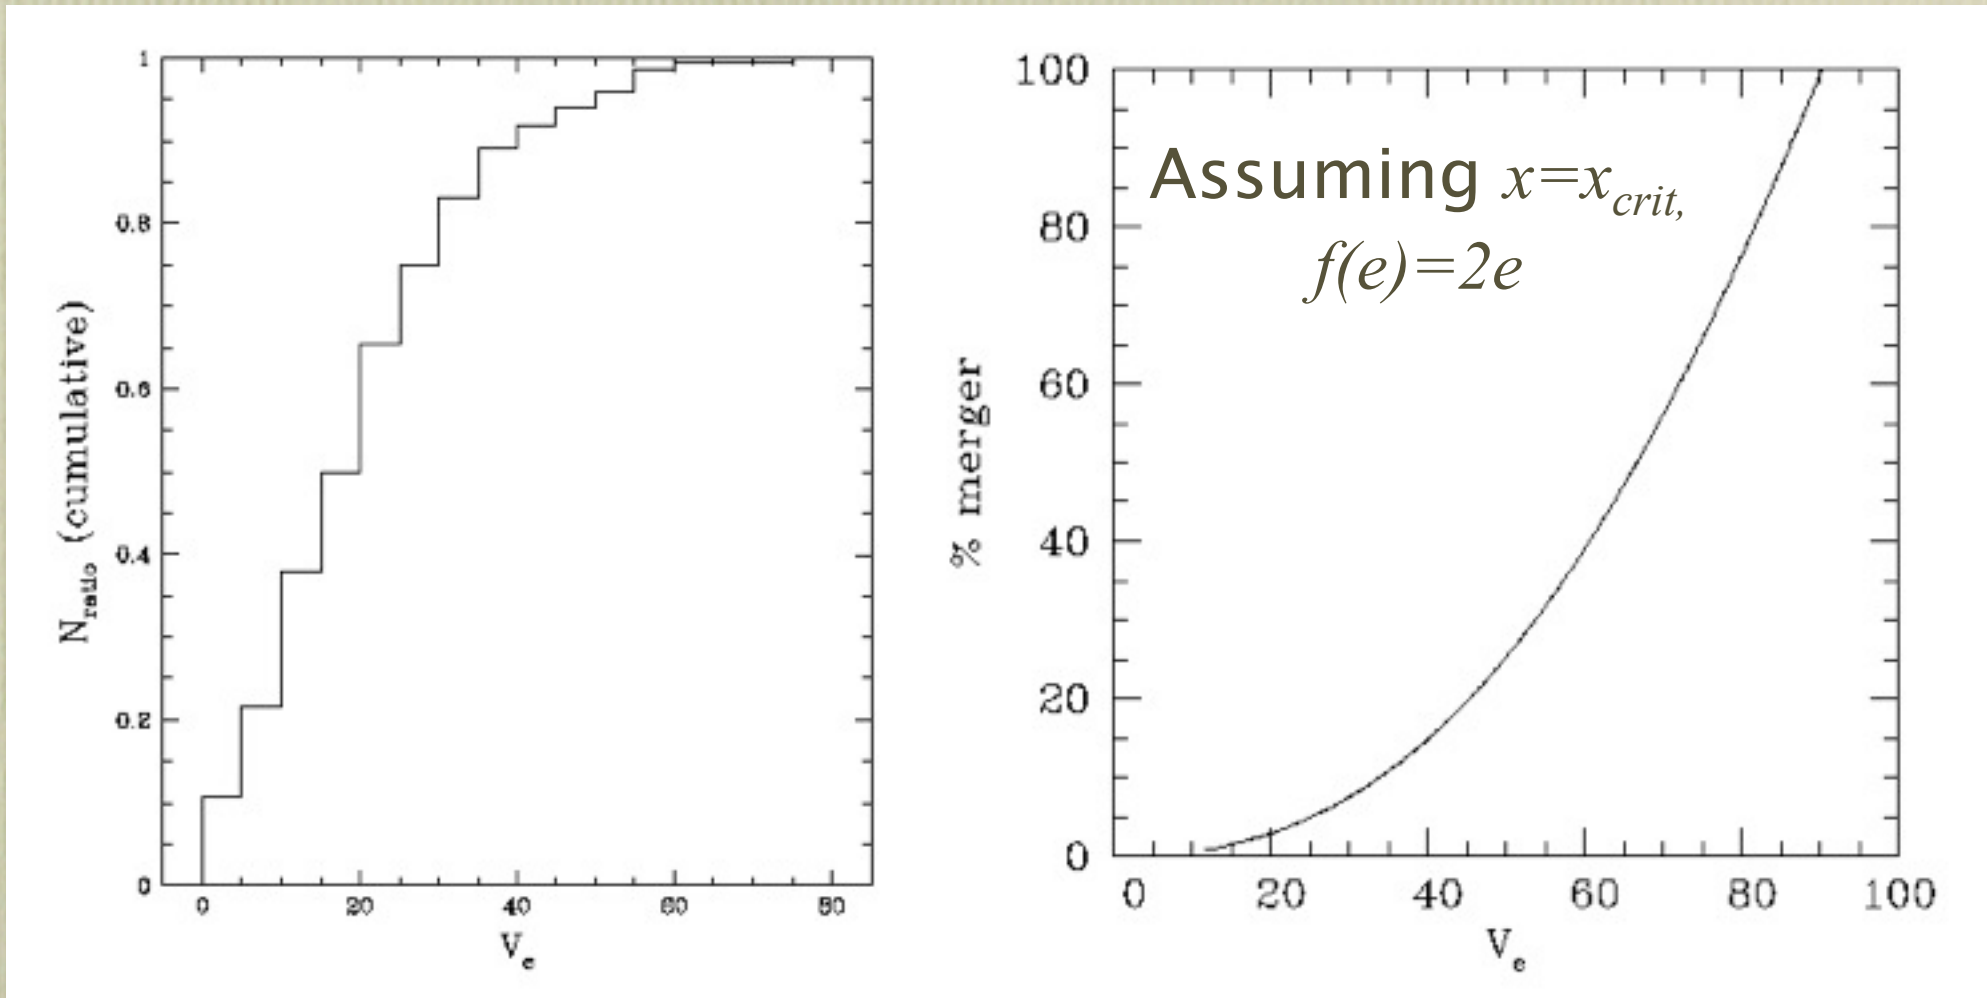 1
0.8
0.6
0.4
0.2
0
0 20 40 60 80
N_ratio (cumulative)
V_e
100
80
60
40
20
0
0 20 40 60 80 100
% merger
V_e
Assuming x=x_crit,
f(e)=2e